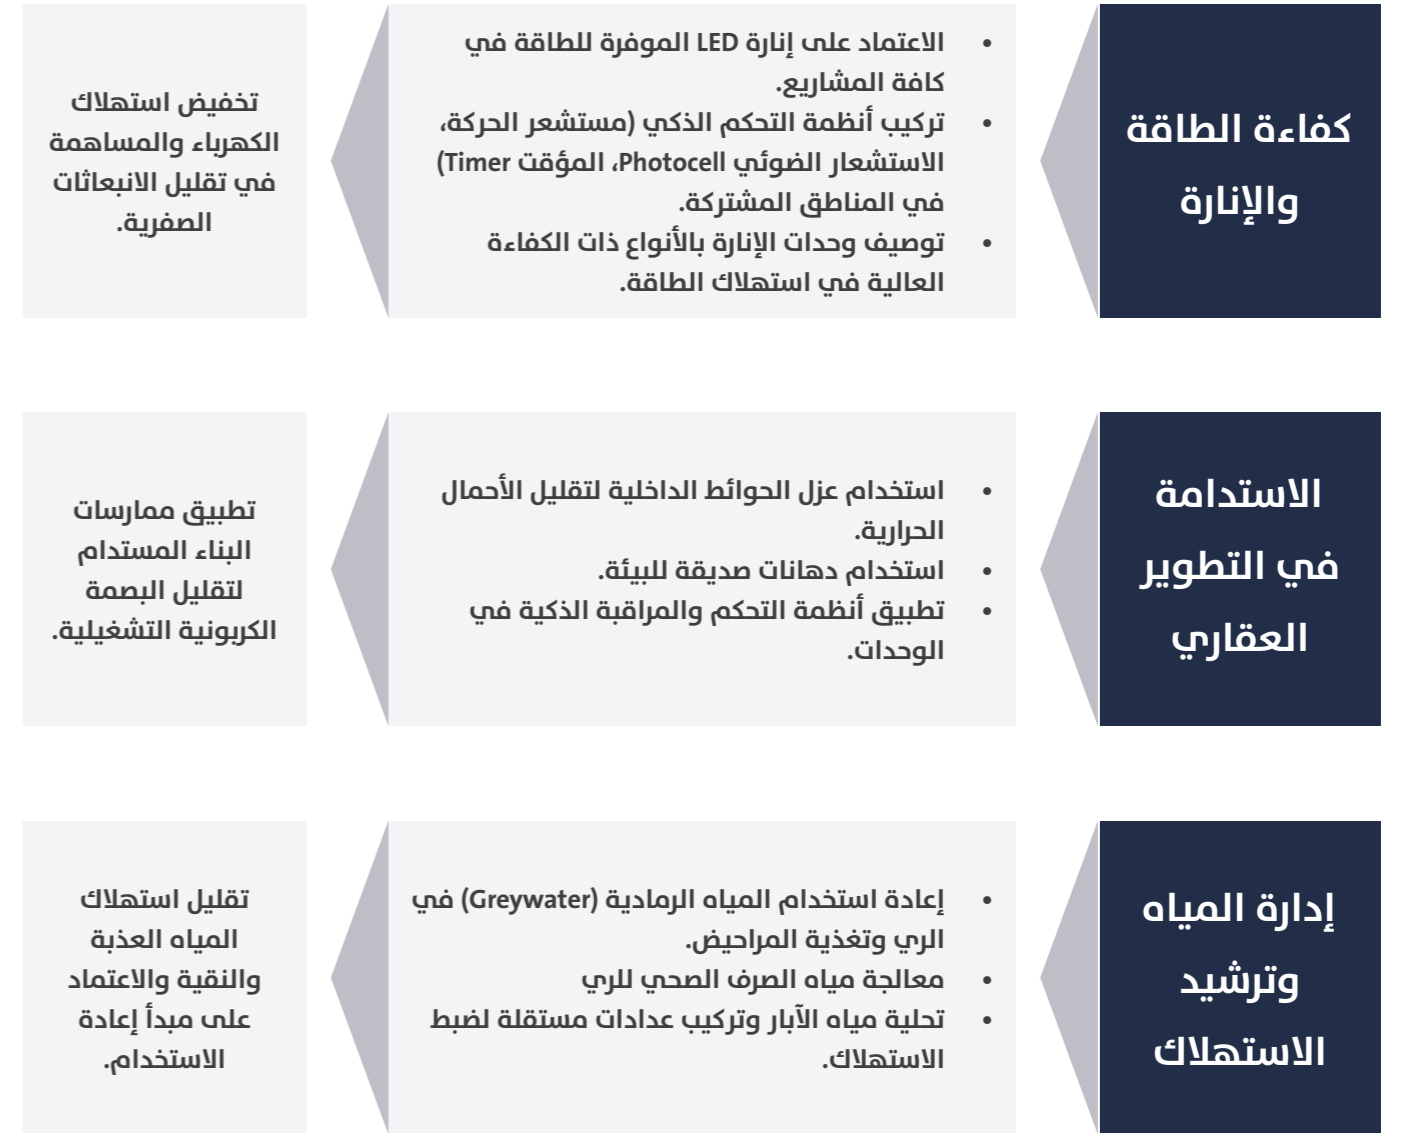 كفاءة الطاقة
والإنارة
• الاعتماد على إنارة LED الموفرة للطاقة في
كافة المشاريع.
• تركيب أنظمة التحكم الذكي (مستشعر الحركة،
الاستشعار الضوئي Photocell، المؤقت Timer)
في المناطق المشتركة.
• توصيف وحدات الإنارة بالأنواع ذات الكفاءة
العالية في استهلاك الطاقة.
تخفيض استهلاك
الكهرباء والمساهمة
في تقليل الانبعاثات
الصفرية.
الاستدامة
في التطوير
العقاري
• استخدام عزل الحوائط الداخلية لتقليل الأحمال
الحرارية.
• استخدام دهانات صديقة للبيئة.
• تطبيق أنظمة التحكم والمراقبة الذكية في
الوحدات.
تطبيق ممارسات
البناء المستدام
لتقليل البصمة
الكربونية التشغيلية.
إدارة المياه
وترشيد
الاستهلاك
• إعادة استخدام المياه الرمادية (Greywater) في
الري وتغذية المراحيض.
• معالجة مياه الصرف الصحي للري
• تحلية مياه الآبار وتركيب عدادات مستقلة لضبط
الاستهلاك.
تقليل استهلاك
المياه العذبة
والنقية والاعتماد
على مبدأ إعادة
الاستخدام.